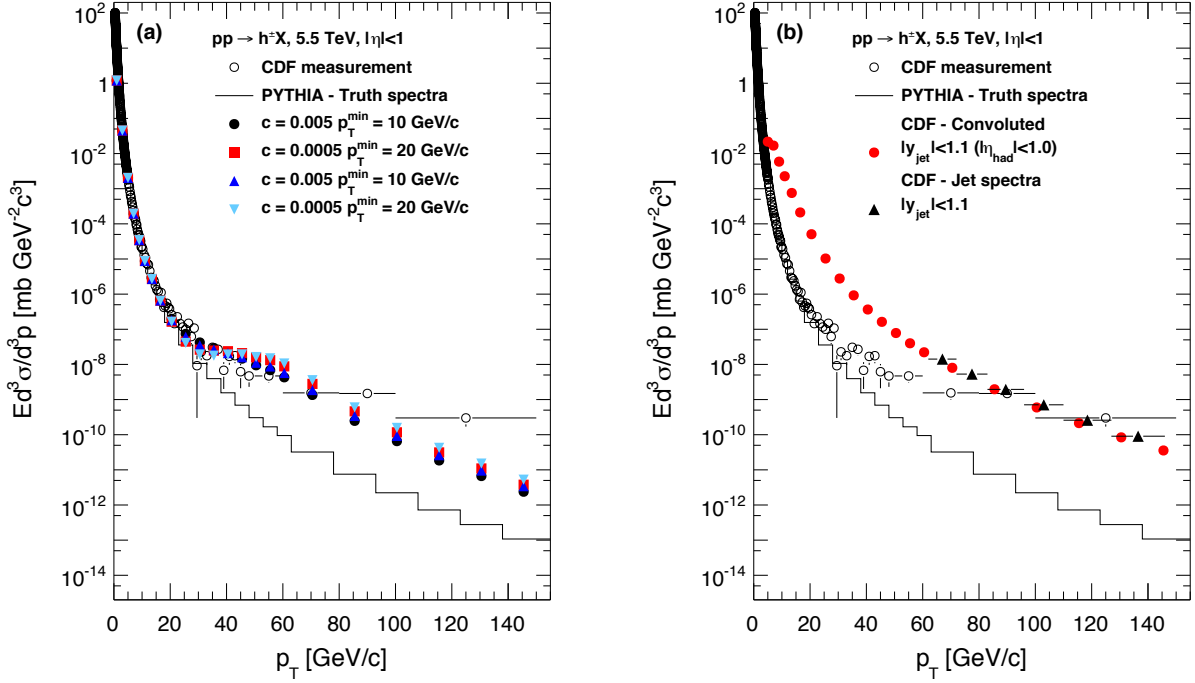 (a)
pp → h±X, 5.5 TeV, |η|<1
CDF measurement
PYTHIA - Truth spectra
c = 0.005 p_T^min = 10 GeV/c
c = 0.0005 p_T^min = 20 GeV/c
c = 0.005 p_T^min = 10 GeV/c
c = 0.0005 p_T^min = 20 GeV/c
Ed³σ/d³p [mb GeV⁻²c³]
10²
1
10⁻²
10⁻⁴
10⁻⁶
10⁻⁸
10⁻¹⁰
10⁻¹²
10⁻¹⁴
0 20 40 60 80 100 120 140
p_T [GeV/c]
(b)
pp → h±X, 5.5 TeV, |η|<1
CDF measurement
PYTHIA - Truth spectra
CDF - Convoluted
|y_jet|<1.1 (|η_had|<1.0)
CDF - Jet spectra
|y_jet|<1.1
Ed³σ/d³p [mb GeV⁻²c³]
10²
1
10⁻²
10⁻⁴
10⁻⁶
10⁻⁸
10⁻¹⁰
10⁻¹²
10⁻¹⁴
0 20 40 60 80 100 120 140
p_T [GeV/c]